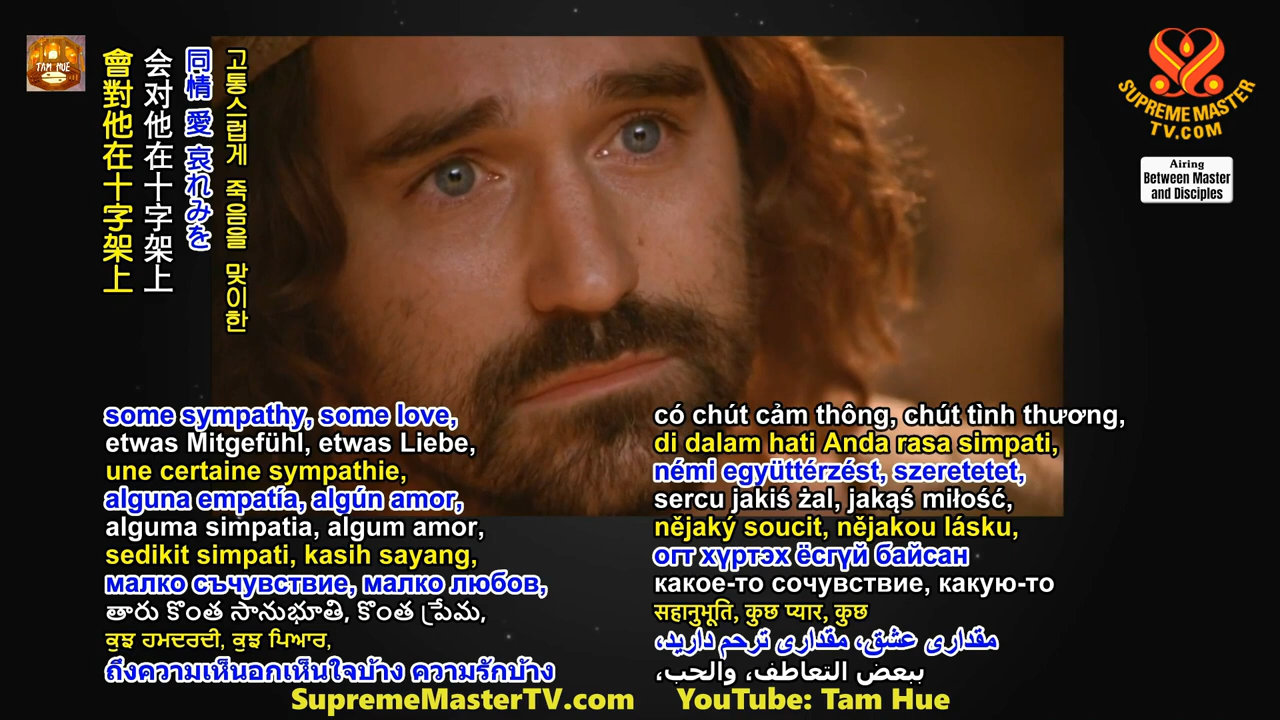 TAM HUE
會對他在十字架上
会对他在十字架上
同情 愛 哀れみを
고통스럽게 죽음을 맞이한
SUPREME MASTER
TV.COM
Airing
Between Master
and Disciples
some sympathy, some love,
etwas Mitgefühl, etwas Liebe,
une certaine sympathie,
alguna empatía, algún amor,
alguma simpatia, algum amor,
sedikit simpati, kasih sayang,
малко съчувствие, малко любов,
తారు కొంత సానుభూతి, కొంత ప్రేమ,
ਕੁਝ ਹਮਦਰਦੀ, ਕੁਝ ਪਿਆਰ,
ถึงความเห็นอกเห็นใจบ้าง ความรักบ้าง
có chút cảm thông, chút tình thương,
di dalam hati Anda rasa simpati,
némi együttérzést, szeretetet,
sercu jakiś żal, jakąś miłość,
nějaký soucit, nějakou lásku,
огт хүртэх ёсгүй байсан
какое-то сочувствие, какую-то
सहानुभूति, कुछ प्यार, कुछ
مقداری عشق، مقداری ترحم دارید،
ببعض التعاطف، والحب،
SupremeMasterTV.com
YouTube: Tam Hue